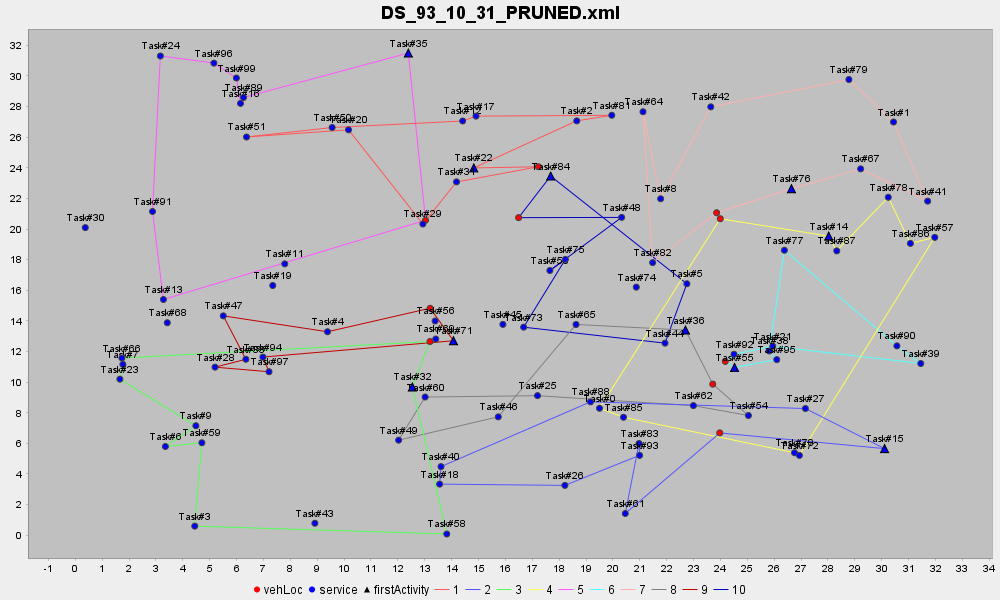 DS_93_10_31_PRUNED.xml
32
30
28
26
24
22
20
18
16
14
12
10
8
6
4
2
0
Task#24
Task#96
Task#99
Task#89
Task#16
Task#35
Task#51
Task#50
Task#20
Task#12
Task#17
Task#2
Task#81
Task#64
Task#42
Task#79
Task#1
Task#22
Task#34
Task#84
Task#8
Task#76
Task#67
Task#78
Task#41
Task#91
Task#30
Task#29
Task#48
Task#14
Task#87
Task#86
Task#57
Task#77
Task#11
Task#19
Task#75
Task#82
Task#74
Task#5
Task#13
Task#68
Task#47
Task#4
Task#56
Task#71
Task#45
Task#73
Task#65
Task#36
Task#44
Task#66
Task#7
Task#23
Task#28
Task#94
Task#97
Task#92
Task#55
Task#21
Task#38
Task#95
Task#90
Task#39
Task#32
Task#60
Task#25
Task#46
Task#88
Task#0
Task#85
Task#62
Task#54
Task#27
Task#9
Task#6
Task#59
Task#49
Task#40
Task#18
Task#26
Task#83
Task#93
Task#72
Task#15
Task#61
Task#3
Task#43
Task#58
-1 0 1 2 3 4 5 6 7 8 9 10 11 12 13 14 15 16 17 18 19 20 21 22 23 24 25 26 27 28 29 30 31 32 33 34
vehLoc service firstActivity 1 2 3 4 5 6 7 8 9 10